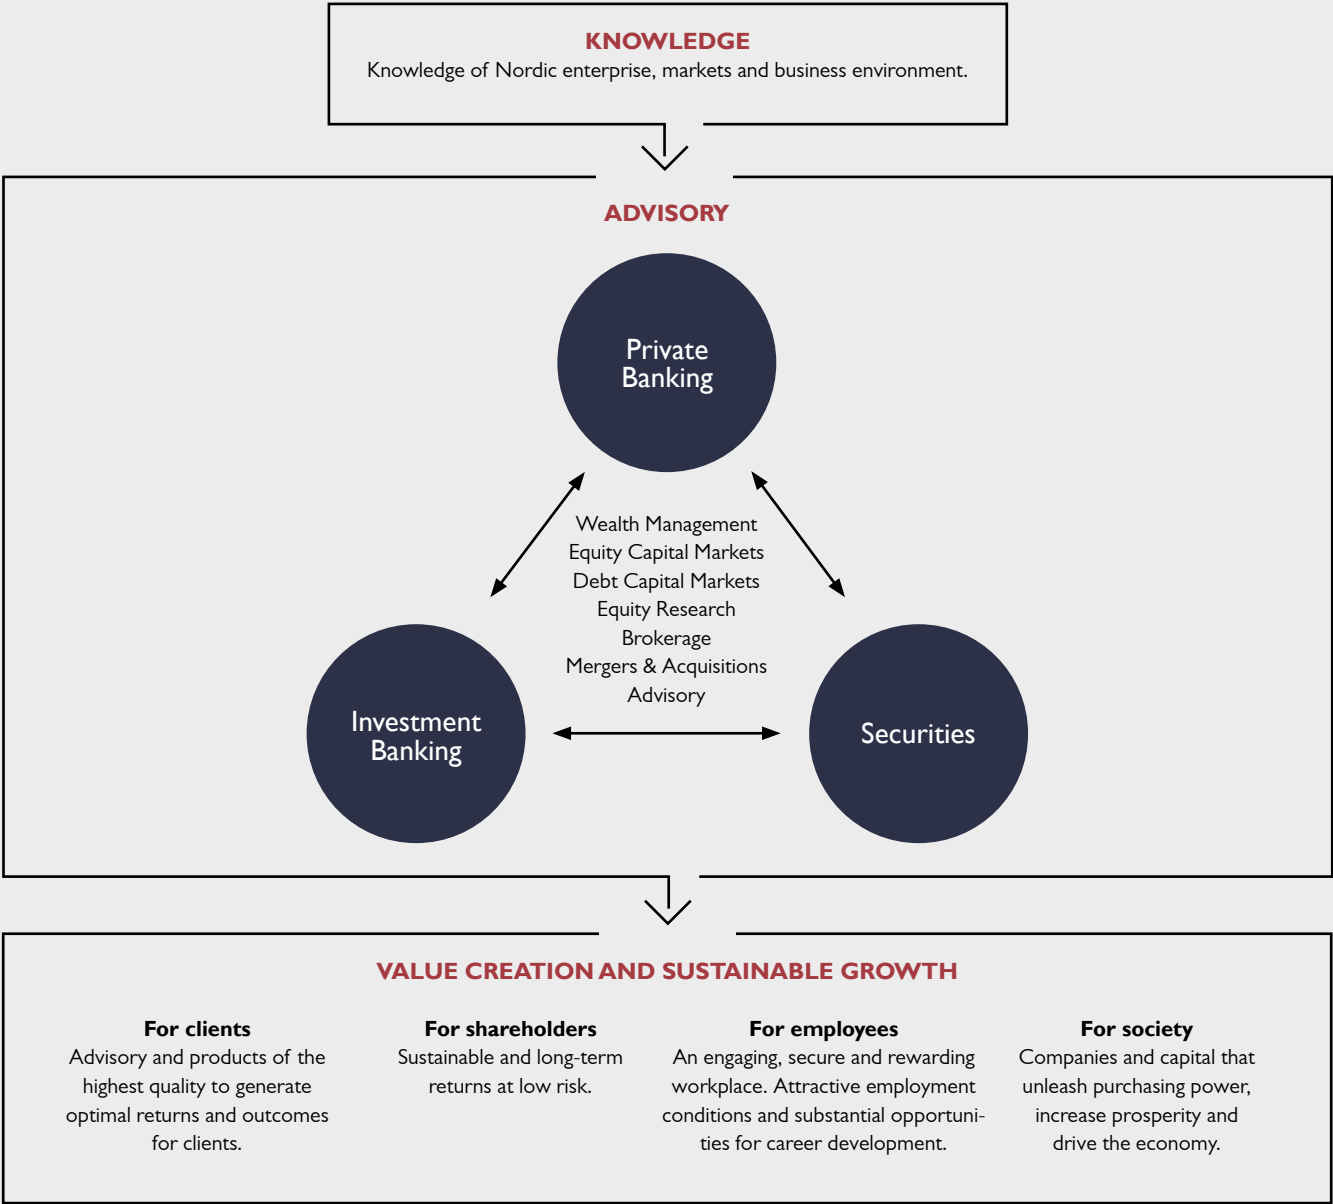 KNOWLEDGE
Knowledge of Nordic enterprise, markets and business environment.
ADVISORY
Private
Banking
Wealth Management
Equity Capital Markets
Debt Capital Markets
Equity Research
Brokerage
Mergers & Acquisitions
Advisory
Investment
Banking
Securities
VALUE CREATION AND SUSTAINABLE GROWTH
For clients
Advisory and products of the
highest quality to generate
optimal returns and outcomes
for clients.
For shareholders
Sustainable and long-term
returns at low risk.
For employees
An engaging, secure and rewarding
workplace. Attractive employment
conditions and substantial opportuni-
ties for career development.
For society
Companies and capital that
unleash purchasing power,
increase prosperity and
drive the economy.